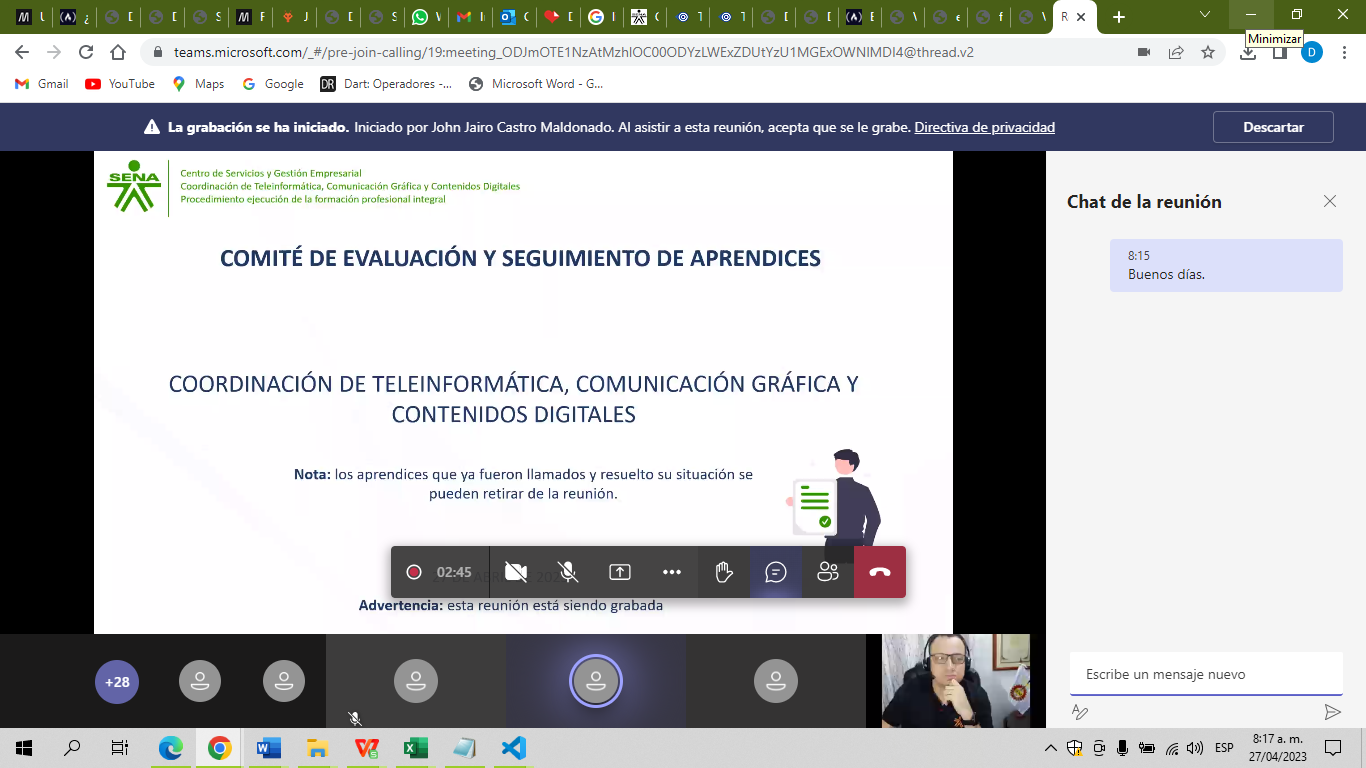 R
Minimizar
teams.microsoft.com/_#/pre-join-calling/19:meeting_ODJmOTE1NzAtMzhlOC00ODYzLWExZDUtYzU1MGExOWNlMDI4@thread.v2
D
Gmail
YouTube
Maps
Google
DR
Dart: Operadores -...
Microsoft Word - G...
La grabación se ha iniciado. Iniciado por John Jairo Castro Maldonado. Al asistir a esta reunión, acepta que se le grabe. Directiva de privacidad
Descartar
SENA
Centro de Servicios y Gestión Empresarial
Coordinación de Teleinformática, Comunicación Gráfica y Contenidos Digitales
Procedimiento ejecución de la formación profesional integral
COMITÉ DE EVALUACIÓN Y SEGUIMIENTO DE APRENDICES
COORDINACIÓN DE TELEINFORMÁTICA, COMUNICACIÓN GRÁFICA Y
CONTENIDOS DIGITALES
Nota: los aprendices que ya fueron llamados y resuelto su situación se
pueden retirar de la reunión.
02:45
Advertencia: esta reunión está siendo grabada
Chat de la reunión
8:15
Buenos días.
+28
Escribe un mensaje nuevo
ESP
8:17 a. m.
27/04/2023